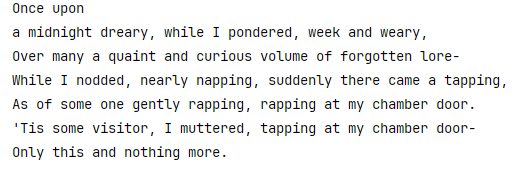 Once upon
a midnight dreary, while I pondered, week and weary,
Over many a quaint and curious volume of forgotten lore-
While I nodded, nearly napping, suddenly there came a tapping,
As of some one gently rapping, rapping at my chamber door.
'Tis some visitor, I muttered, tapping at my chamber door-
Only this and nothing more.